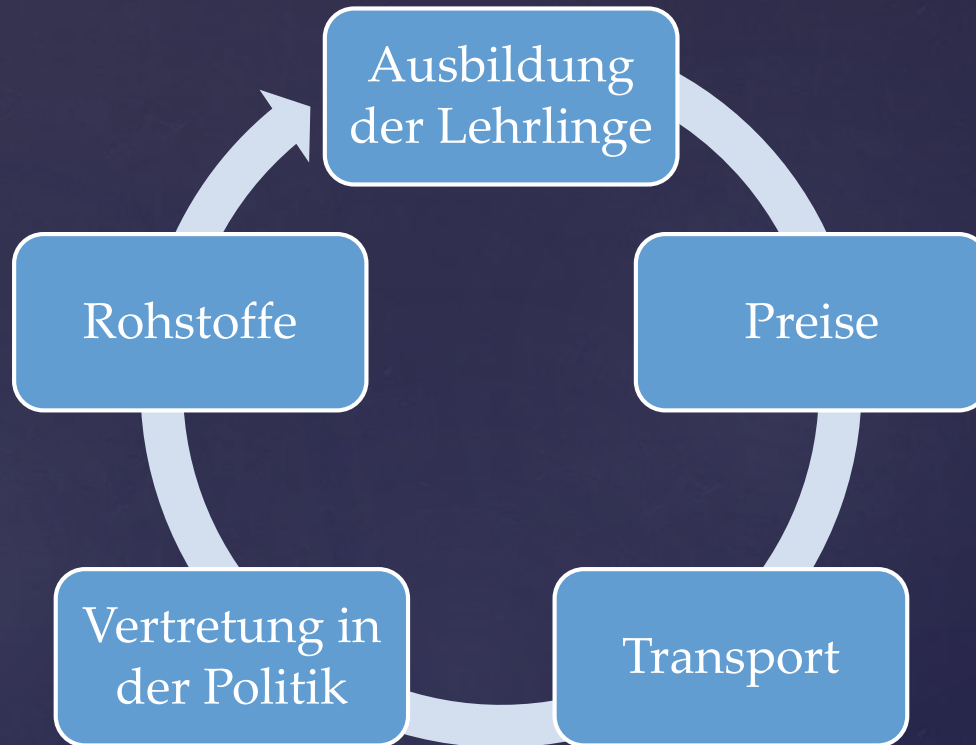 Ausbildung
der Lehrlinge
Preise
Transport
Vertretung in
der Politik
Rohstoffe